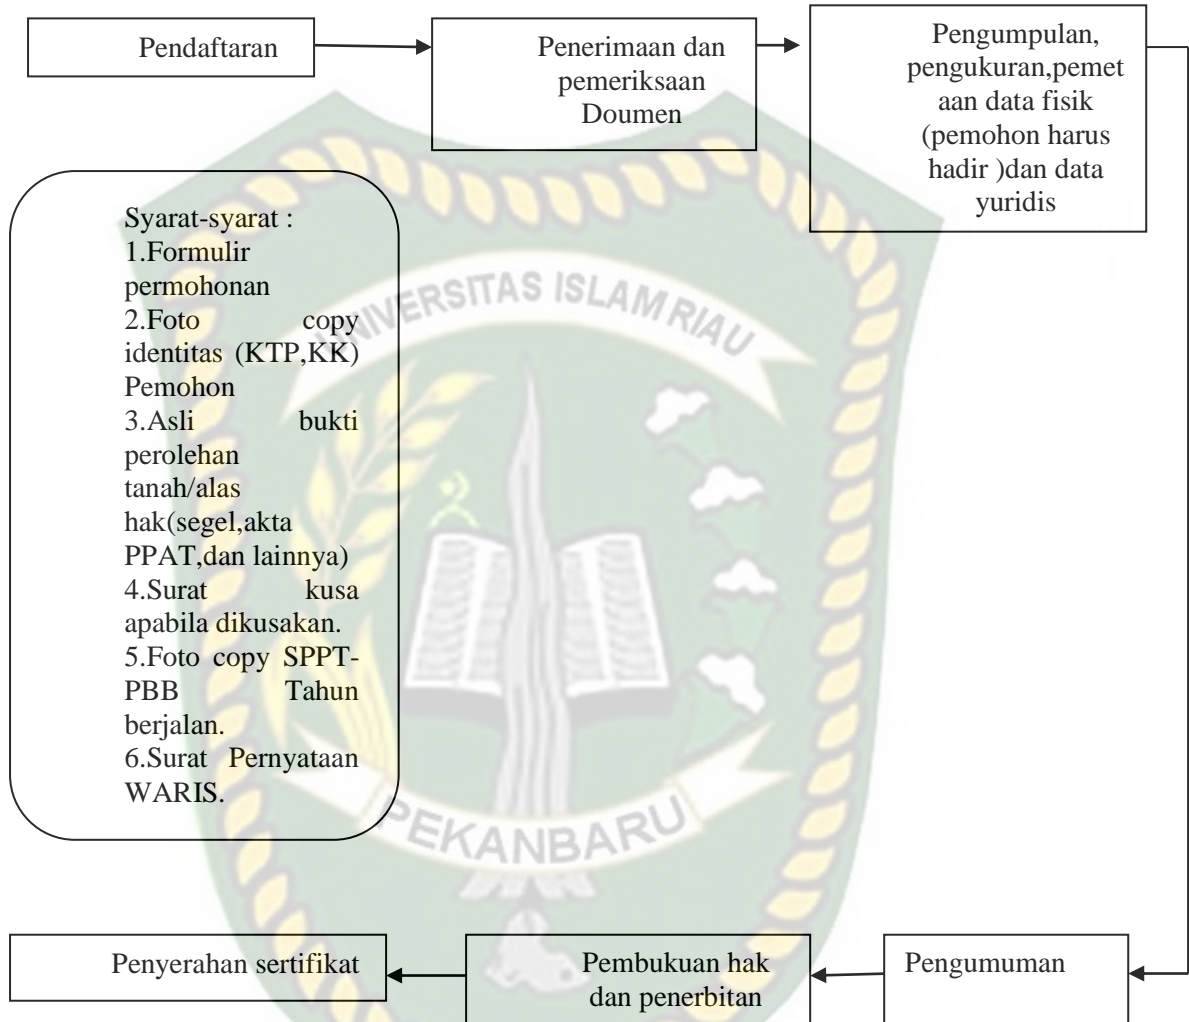 Pendaftaran
Penerimaan dan
pemeriksaan
Doumen
Pengumpulan,
pengukuran,pemet
aan data fisik
(pemohon harus
hadir )dan data
yuridis
Syarat-syarat :
1.Formulir
permohonan
2.Foto copy
identitas (KTP,KK)
Pemohon
3.Asli bukti
perolehan
tanah/alas
hak(segel,akta
PPAT,dan lainnya)
4.Surat kusa
apabila dikusakan.
5.Foto copy SPPT-
PBB Tahun
berjalan.
6.Surat Pernyataan
WARIS.
UNIVERSITAS ISLAM RIAU
PEKANBARU
Pengumuman
Pembukuan hak
dan penerbitan
Penyerahan sertifikat